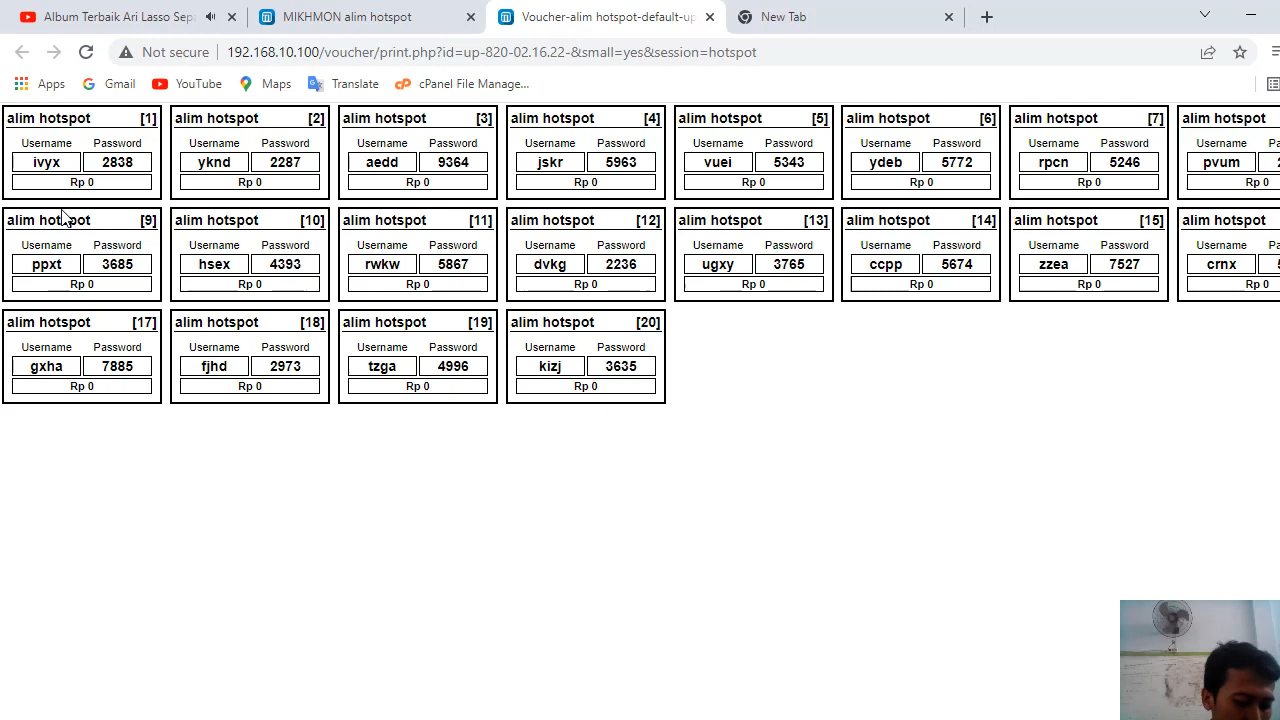 Album Terbaik Ari Lasso Sepa
MIKHMON alim hotspot
Voucher-alim hotspot-default-up
New Tab
Not secure
192.168.10.100/voucher/print.php?id=up-820-02.16.22-&small=yes&session=hotspot
Apps
Gmail
YouTube
Maps
Translate
cPanel File Manage...
alim hotspot [1]
Username Password
ivyx 2838
Rp 0
alim hotspot [2]
Username Password
yknd 2287
Rp 0
alim hotspot [3]
Username Password
aedd 9364
Rp 0
alim hotspot [4]
Username Password
jskr 5963
Rp 0
alim hotspot [5]
Username Password
vuei 5343
Rp 0
alim hotspot [6]
Username Password
ydeb 5772
Rp 0
alim hotspot [7]
Username Password
rpcn 5246
Rp 0
alim hotspot
Username Pass
pvum
Rp 0
alim hotspot [9]
Username Password
ppxt 3685
Rp 0
alim hotspot [10]
Username Password
hsex 4393
Rp 0
alim hotspot [11]
Username Password
rwkw 5867
Rp 0
alim hotspot [12]
Username Password
dvkg 2236
Rp 0
alim hotspot [13]
Username Password
ugxy 3765
Rp 0
alim hotspot [14]
Username Password
ccpp 5674
Rp 0
alim hotspot [15]
Username Password
zzea 7527
Rp 0
alim hotspot
Username Pass
crnx
Rp 0
alim hotspot [17]
Username Password
gxha 7885
Rp 0
alim hotspot [18]
Username Password
fjhd 2973
Rp 0
alim hotspot [19]
Username Password
tzga 4996
Rp 0
alim hotspot [20]
Username Password
kizj 3635
Rp 0